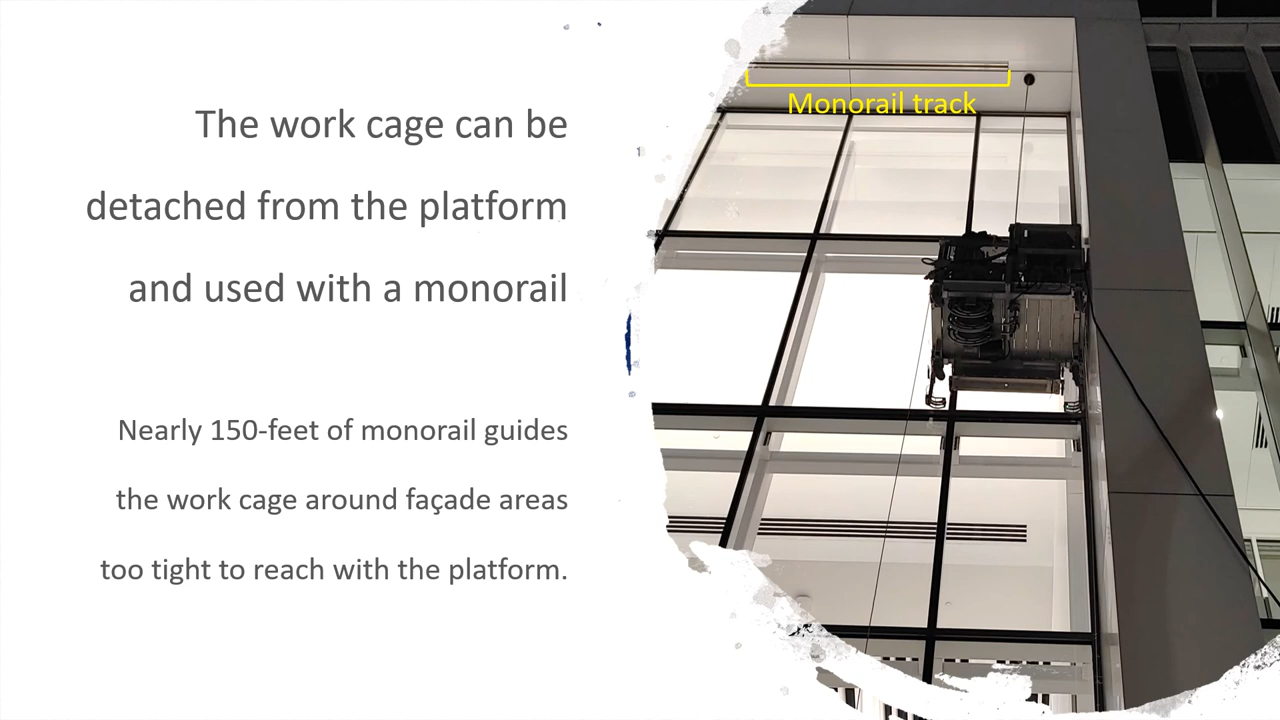 The work cage can be
detached from the platform
and used with a monorail
Nearly 150-feet of monorail guides
the work cage around façade areas
too tight to reach with the platform.
Monorail track